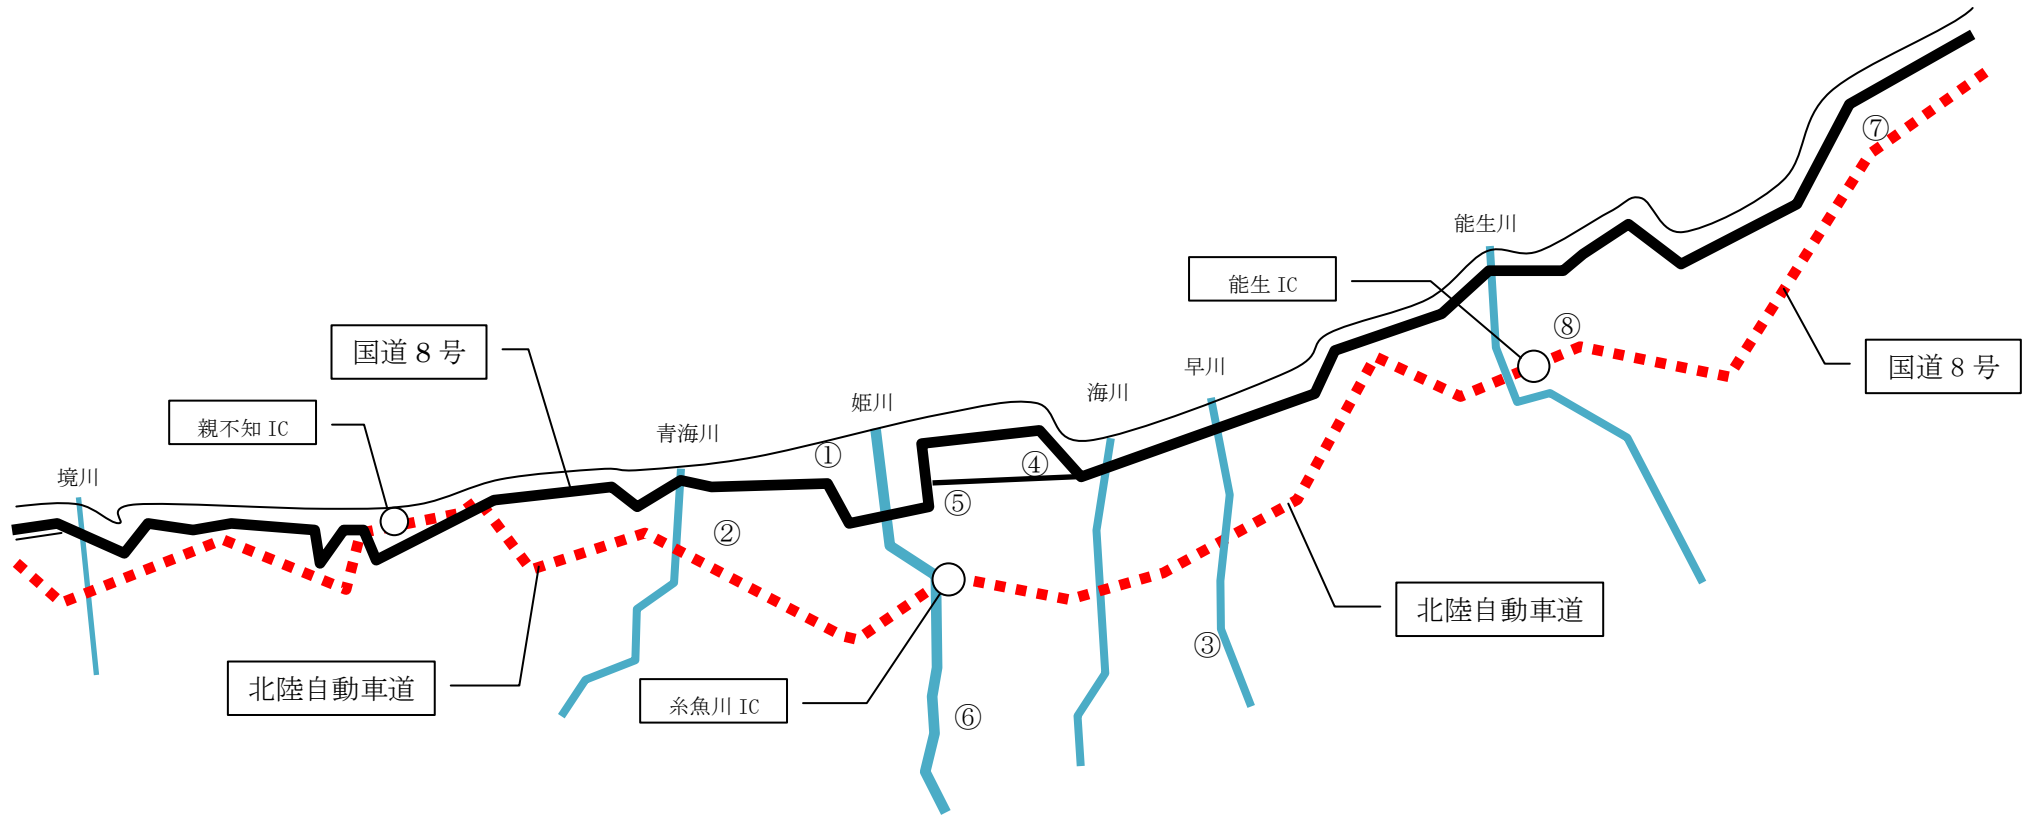 ⑦
能生川
能生 IC
⑧
国道８号
国道８号
早川
海川
姫川
親不知 IC
青海川
①
④
境川
⑤
②
北陸自動車道
③
北陸自動車道
糸魚川 IC
⑥